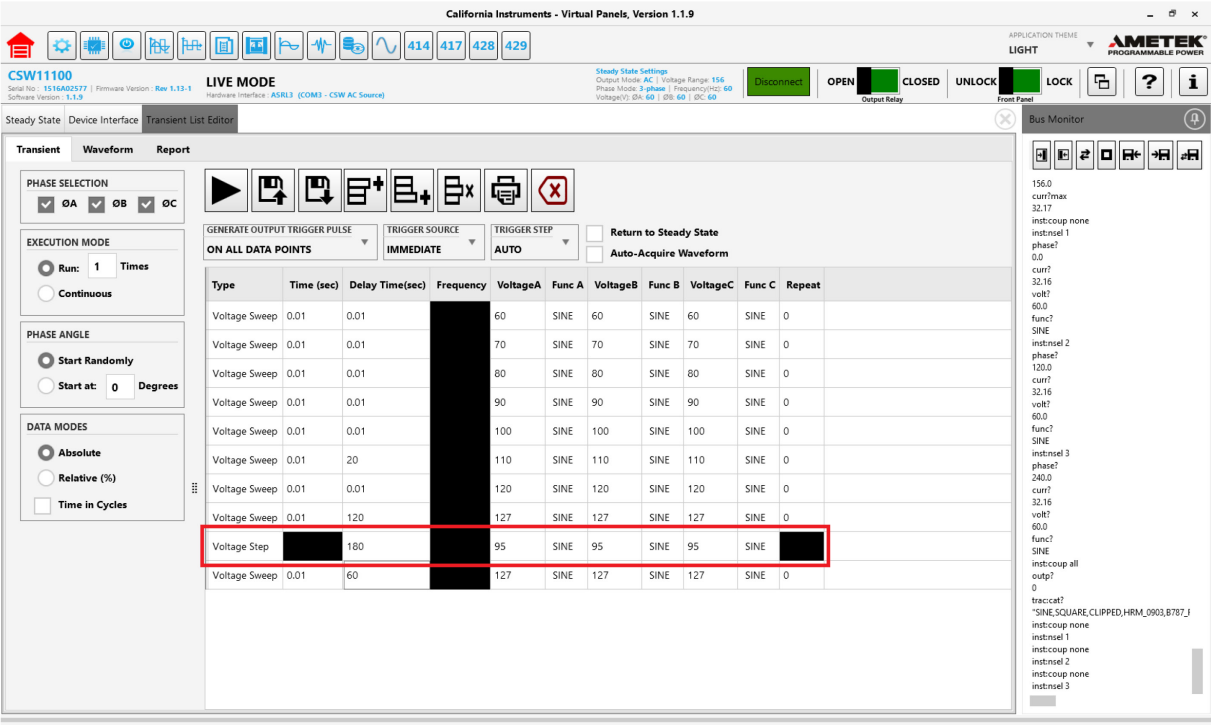 California Instruments - Virtual Panels, Version 1.1.9
414 417 428 429
APPLICATION THEME
LIGHT
AMETEK®
PROGRAMMABLE POWER
CSW11100
Serial No : 1516A02577 | Firmware Version : Rev 1.13-1
Software Version : 1.1.9
LIVE MODE
Hardware Interface : ASRL3 (COM3 - CSW AC Source)
Steady State Settings
Output Mode: AC | Voltage Range: 156
Phase Mode: 3-phase | Frequency(Hz): 60
Voltage(V): ØA: 60 | ØB: 60 | ØC: 60
Disconnect
OPEN CLOSED
Output Relay
UNLOCK LOCK
Front Panel
? i
Steady State Device Interface Transient List Editor
Bus Monitor
Transient Waveform Report
PHASE SELECTION
ØA ØB ØC
EXECUTION MODE
Run: 1 Times
Continuous
PHASE ANGLE
Start Randomly
Start at: 0 Degrees
DATA MODES
Absolute
Relative (%)
Time in Cycles
GENERATE OUTPUT TRIGGER PULSE
ON ALL DATA POINTS
TRIGGER SOURCE
IMMEDIATE
TRIGGER STEP
AUTO
Return to Steady State
Auto-Acquire Waveform
Type Time (sec) Delay Time(sec) Frequency VoltageA Func A VoltageB Func B VoltageC Func C Repeat
Voltage Sweep 0.01 0.01 60 SINE 60 SINE 60 SINE 0
Voltage Sweep 0.01 0.01 70 SINE 70 SINE 70 SINE 0
Voltage Sweep 0.01 0.01 80 SINE 80 SINE 80 SINE 0
Voltage Sweep 0.01 0.01 90 SINE 90 SINE 90 SINE 0
Voltage Sweep 0.01 0.01 100 SINE 100 SINE 100 SINE 0
Voltage Sweep 0.01 20 110 SINE 110 SINE 110 SINE 0
Voltage Sweep 0.01 0.01 120 SINE 120 SINE 120 SINE 0
Voltage Sweep 0.01 120 127 SINE 127 SINE 127 SINE 0
Voltage Step 180 95 SINE 95 SINE 95 SINE
Voltage Sweep 0.01 60 127 SINE 127 SINE 127 SINE 0
156.0
curr?max
32.17
inst:coup none
inst:nsel 1
phase?
0.0
curr?
32.16
volt?
60.0
func?
SINE
inst:nsel 2
phase?
120.0
curr?
32.16
volt?
60.0
func?
SINE
inst:nsel 3
phase?
240.0
curr?
32.16
volt?
60.0
func?
SINE
inst:coup all
outp?
0
trac:cat?
"SINE,SQUARE,CLIPPED,HRM_0903,B787_F
inst:coup none
inst:nsel 1
inst:coup none
inst:nsel 2
inst:coup none
inst:nsel 3